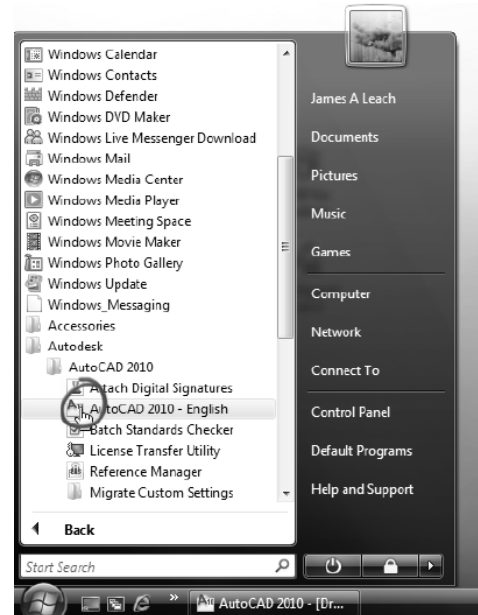 Windows Calendar
Windows Contacts
Windows Defender
Windows DVD Maker
Windows Live Messenger Download
Windows Mail
Windows Media Center
Windows Media Player
Windows Meeting Space
Windows Movie Maker
Windows Photo Gallery
Windows Update
Windows_Messaging
Accessories
Autodesk
AutoCAD 2010
Attach Digital Signatures
AutoCAD 2010 - English
Batch Standards Checker
License Transfer Utility
Reference Manager
Migrate Custom Settings
Back
Start Search
James A Leach
Documents
Pictures
Music
Games
Computer
Network
Connect To
Control Panel
Default Programs
Help and Support
» AutoCAD 2010 - [Dr...